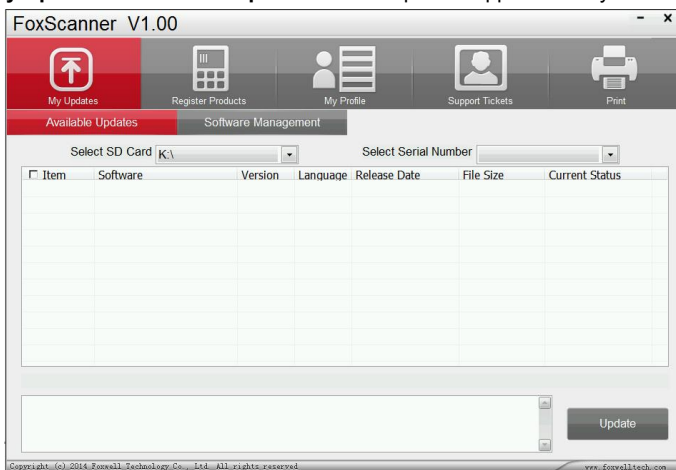 FoxScanner V1.00
My Updates Register Products My Profile Support Tickets Print
Available Updates Software Management
Select SD Card K:\ Select Serial Number
Item Software Version Language Release Date File Size Current Status
Update
Copyright (c) 2014 Foxwell Technology Co., Ltd. All rights reserved www.foxwelltech.com